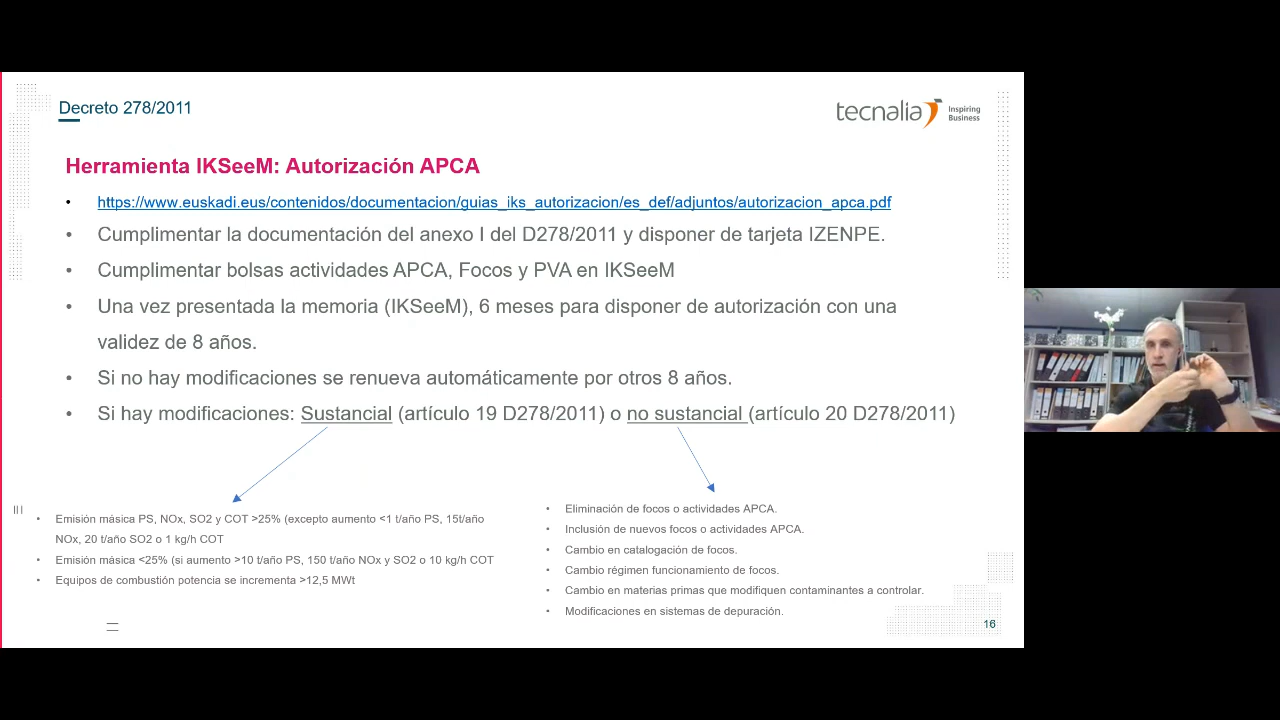 Decreto 278/2011
tecnalia Inspiring
Business
Herramienta IKSeeM: Autorización APCA
• https://www.euskadi.eus/contenidos/documentacion/guias_iks_autorizacion/es_def/adjuntos/autorizacion_apca.pdf
• Cumplimentar la documentación del anexo I del D278/2011 y disponer de tarjeta IZENPE.
• Cumplimentar bolsas actividades APCA, Focos y PVA en IKSeeM
• Una vez presentada la memoria (IKSeeM), 6 meses para disponer de autorización con una
validez de 8 años.
• Si no hay modificaciones se renueva automáticamente por otros 8 años.
• Si hay modificaciones: Sustancial (artículo 19 D278/2011) o no sustancial (artículo 20 D278/2011)
• Emisión másica PS, NOx, SO2 y COT >25% (excepto aumento <1 t/año PS, 15t/año
NOx, 20 t/año SO2 o 1 kg/h COT
• Emisión másica <25% (si aumento >10 t/año PS, 150 t/año NOx y SO2 o 10 kg/h COT
• Equipos de combustión potencia se incrementa >12,5 MWt
• Eliminación de focos o actividades APCA.
• Inclusión de nuevos focos o actividades APCA.
• Cambio en catalogación de focos.
• Cambio régimen funcionamiento de focos.
• Cambio en materias primas que modifiquen contaminantes a controlar.
• Modificaciones en sistemas de depuración.
16